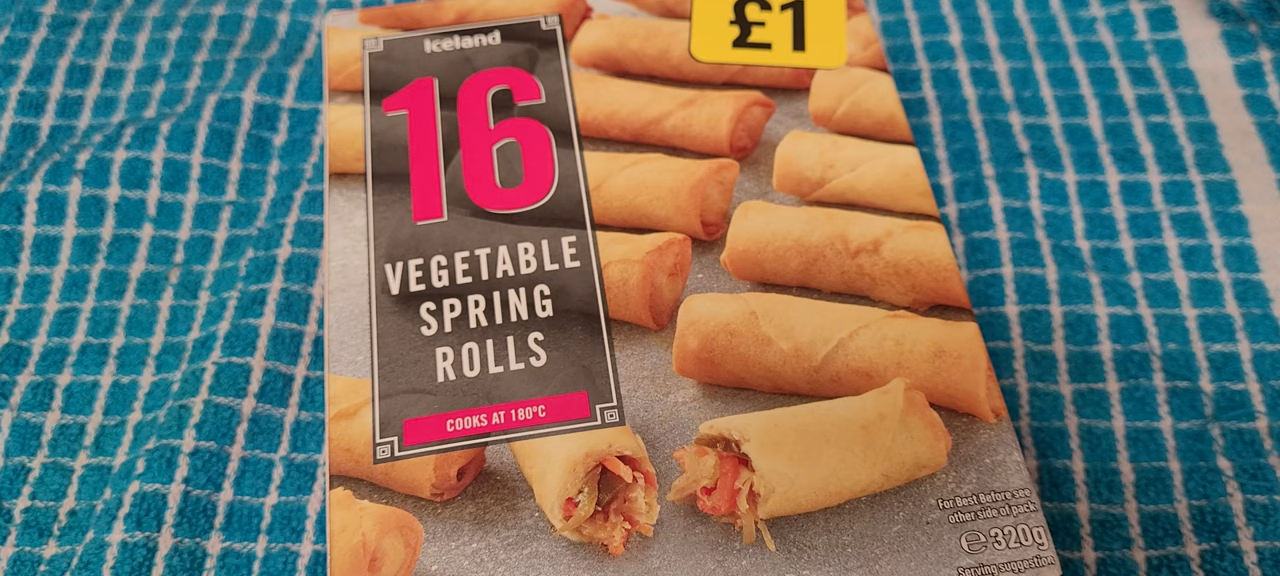 £1
Iceland
16
VEGETABLE
SPRING
ROLLS
COOKS AT 180°C
For Best Before see
other side of pack
℮ 320g
Serving suggestion